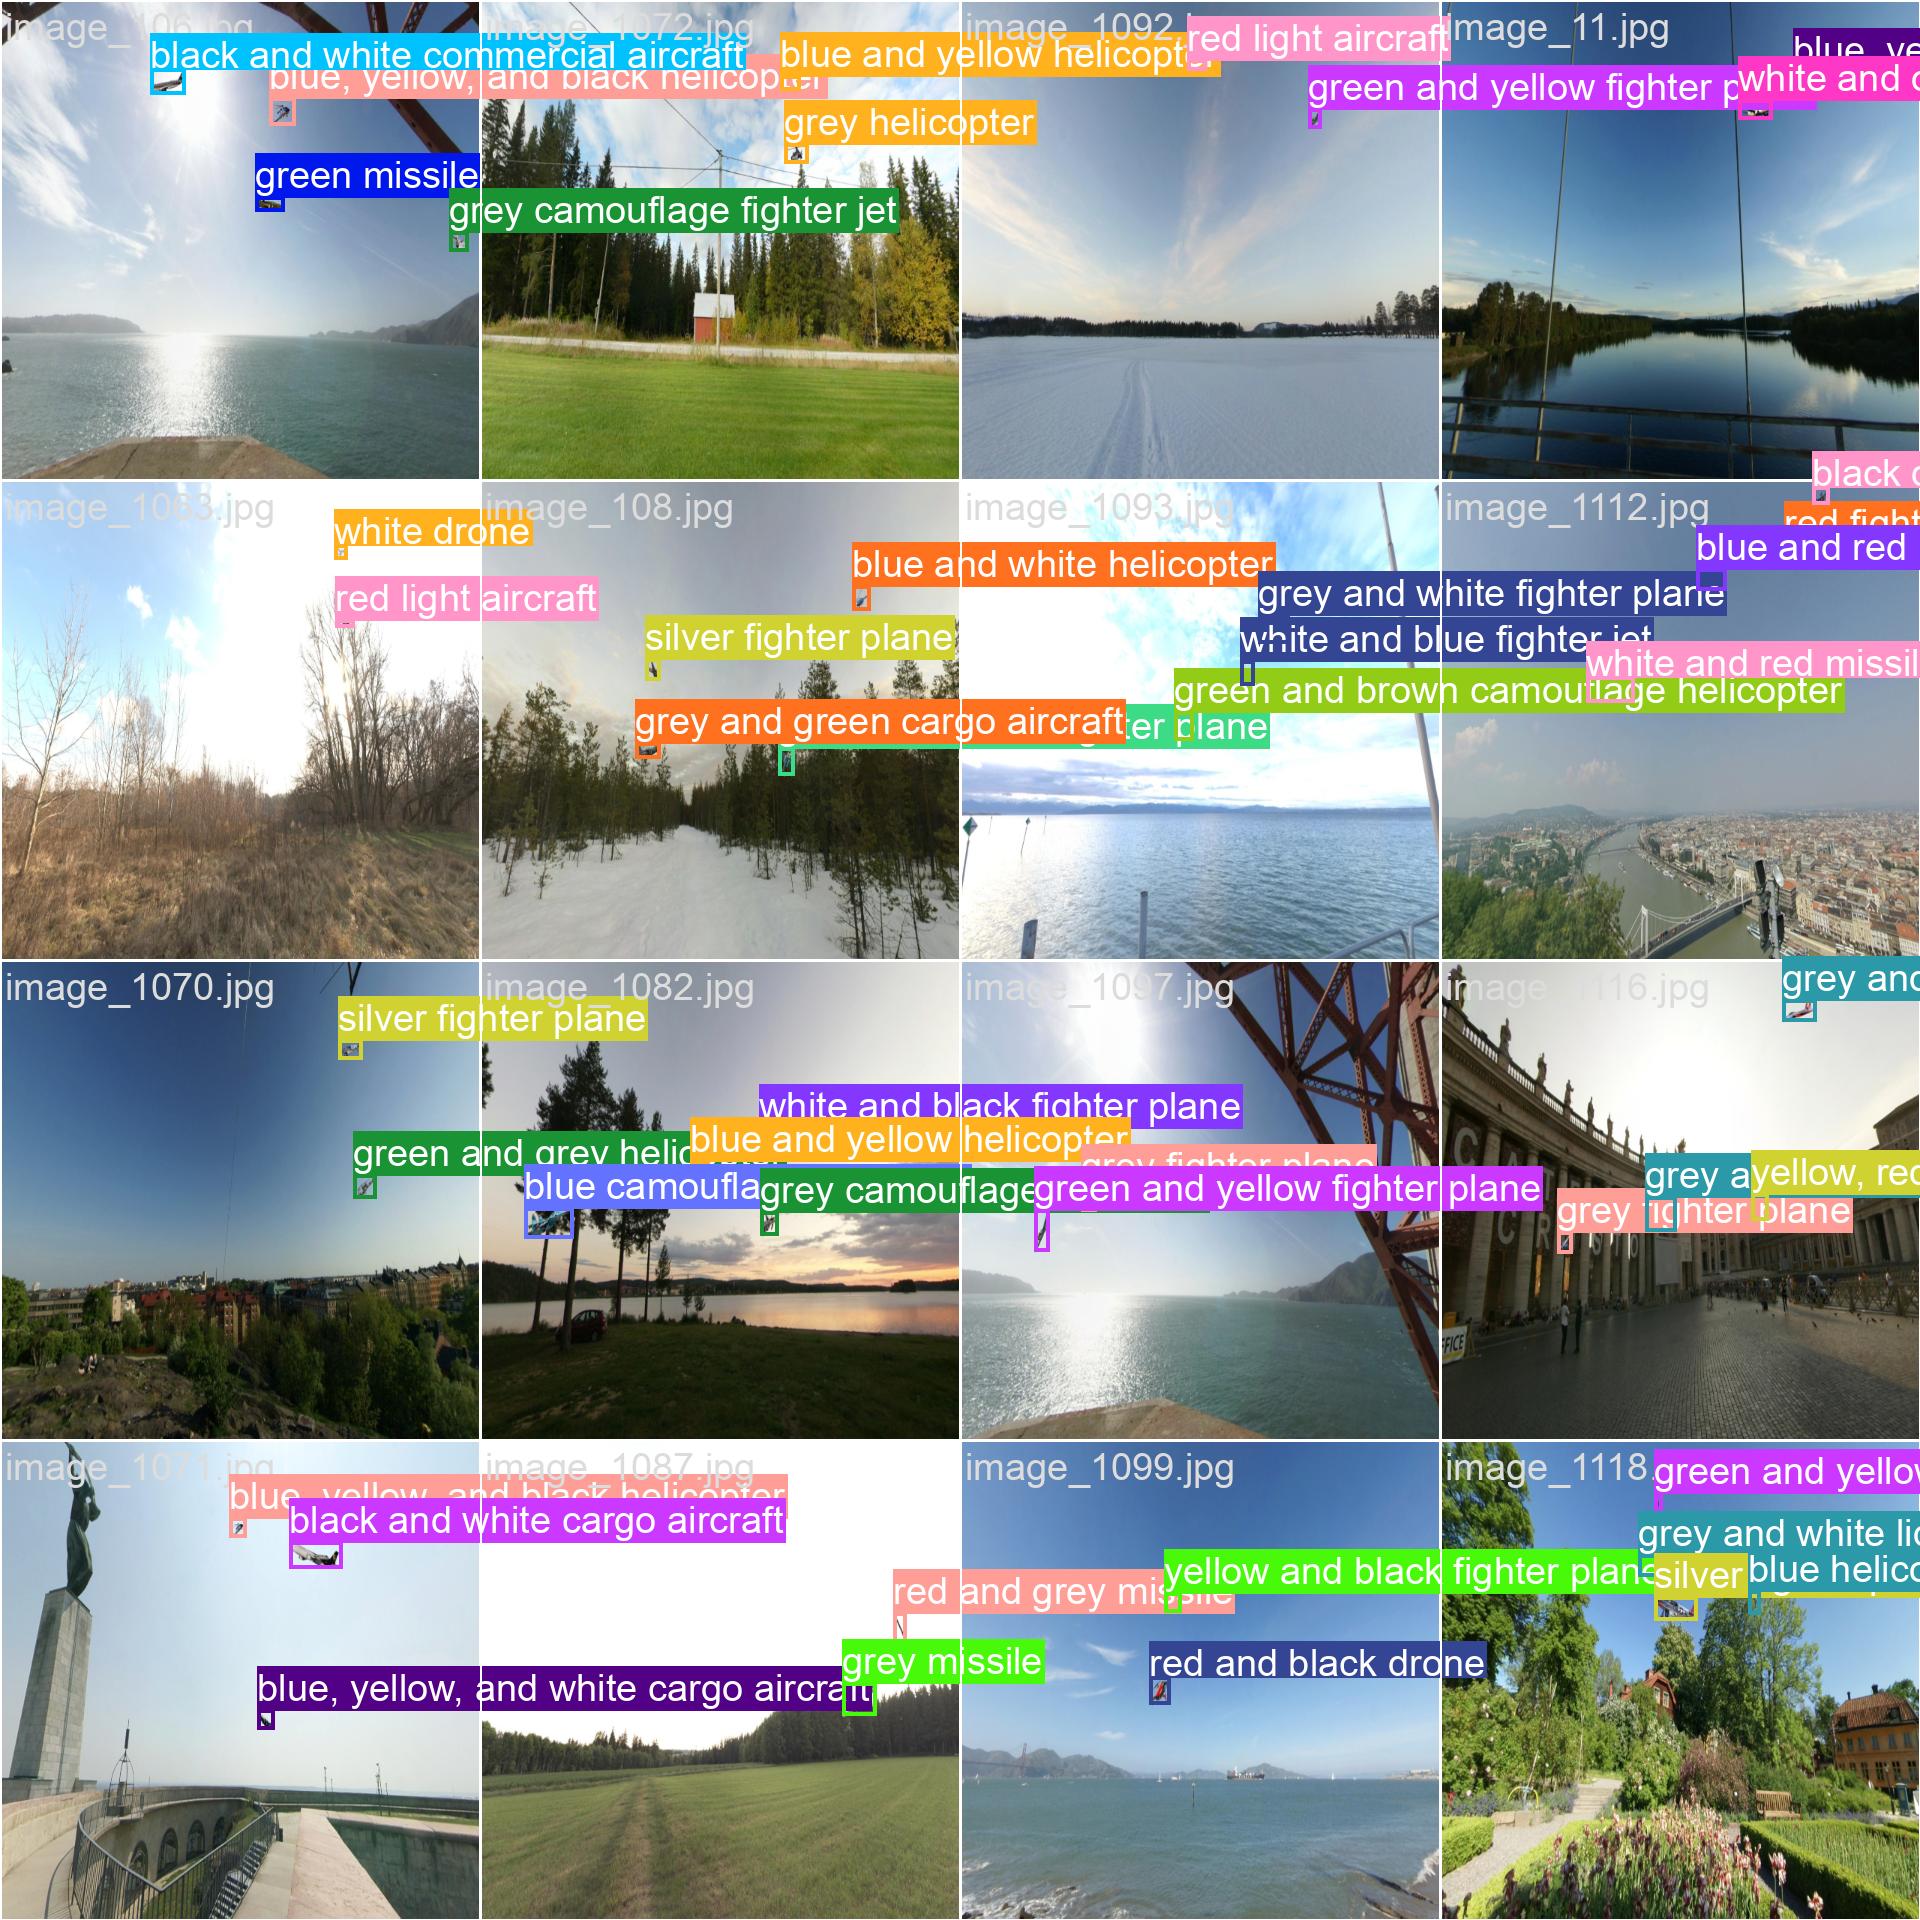 image_106.jpg
black and white commercial aircraft
blue, yellow, and black helicopter
green missile
grey camouflage fighter jet
image_1072.jpg
blue and yellow helicopter
grey helicopter
image_1092.
red light aircraft
green and yellow fighter p
image_11.jpg
blue, ye
white and
black
image_1063.jpg
white drone
red light aircraft
image_108.jpg
blue and white helicopter
silver fighter plane
grey and green cargo aircraft
ter plane
image_1093.jpg
grey and white fighter plane
white and blue fighter jet
green and brown camouflage helicopter
image_1112.jpg
red fight
blue and red
white and red missil
image_1070.jpg
silver fighter plane
green and grey helic
image_1082.jpg
white and black fighter plane
blue and yellow helicopter
blue camoufla
grey camouflage
image_1097.jpg
grey fighter plane
green and yellow fighter plane
image_1116.jpg
grey and
grey a
yellow, red
grey fighter plane
FFICE
image_1071.jpg
blue, yellow, and black helicopter
black and white cargo aircraft
blue, yellow, and white cargo aircraft
image_1087.jpg
red and grey missile
grey missile
image_1099.jpg
yellow and black fighter plane
red and black drone
image_1118.
green and yellow
grey and white lig
silver
blue helico